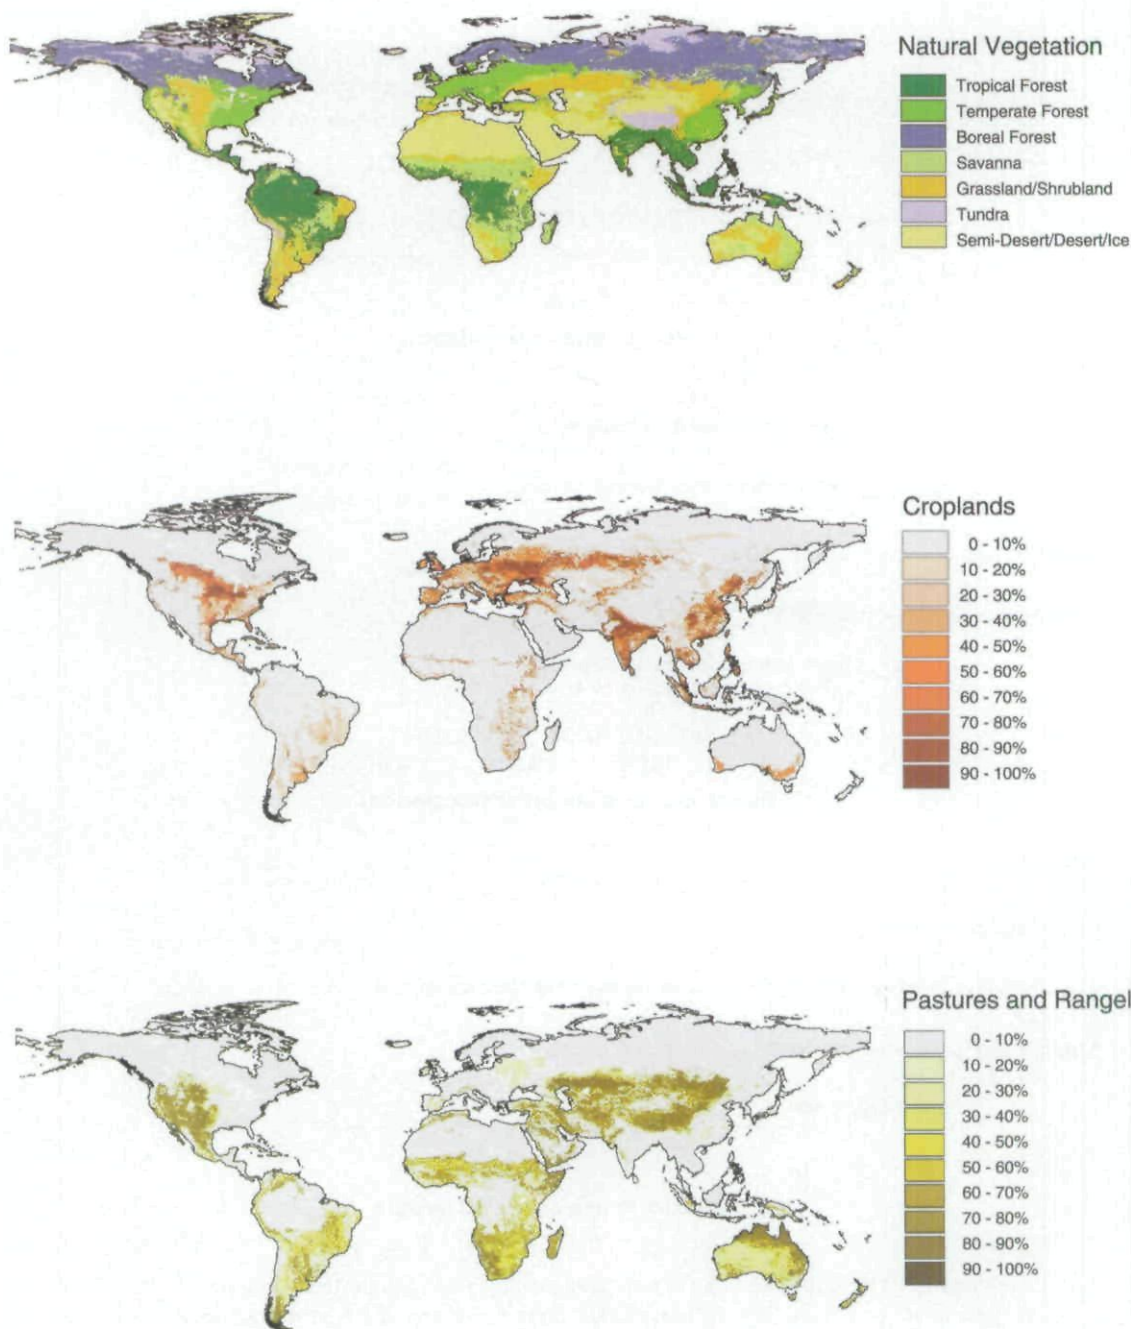 Natural Vegetation
Tropical Forest
Temperate Forest
Boreal Forest
Savanna
Grassland/Shrubland
Tundra
Semi-Desert/Desert/Ice
Croplands
0 - 10%
10 - 20%
20 - 30%
30 - 40%
40 - 50%
50 - 60%
60 - 70%
70 - 80%
80 - 90%
90 - 100%
Pastures and Rangel
0 - 10%
10 - 20%
20 - 30%
30 - 40%
40 - 50%
50 - 60%
60 - 70%
70 - 80%
80 - 90%
90 - 100%